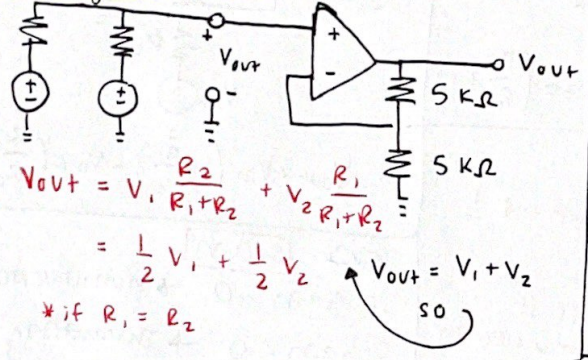 +
-
+
-
+
Vout
-
+
-
Vout
5 KΩ
5 KΩ
Vout = V₁ R₂/(R₁+R₂) + V₂ R₁/(R₁+R₂)
= 1/2 V₁ + 1/2 V₂
* if R₁ = R₂
Vout = V₁ + V₂
so